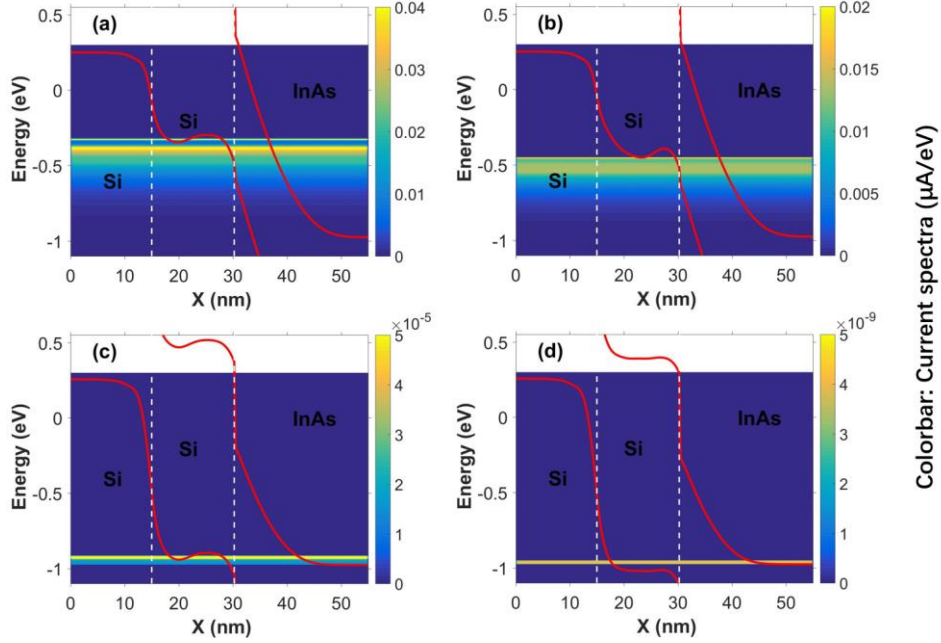 (a)
Si
InAs
Si
Energy (eV)
0.5
0
-0.5
-1
0 10 20 30 40 50
X (nm)
0.04
0.03
0.02
0.01
0
(b)
Si
InAs
Si
Energy (eV)
0.5
0
-0.5
-1
0 10 20 30 40 50
X (nm)
0.02
0.015
0.01
0.005
0
(c)
Si
Si
InAs
Energy (eV)
0.5
0
-0.5
-1
0 10 20 30 40 50
X (nm)
×10⁻⁵
5
4
3
2
1
0
(d)
Si
Si
InAs
Energy (eV)
0.5
0
-0.5
-1
0 10 20 30 40 50
X (nm)
×10⁻⁹
5
4
3
2
1
0
Colorbar: Current spectra (μA/eV)